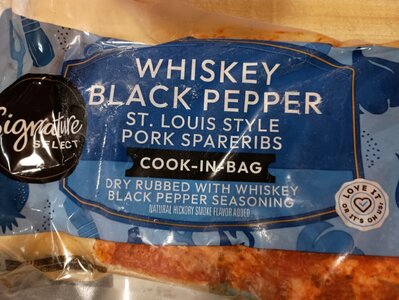 Signature
SELECT
WHISKEY
BLACK PEPPER
ST. LOUIS STYLE
PORK SPARERIBS
COOK-IN-BAG
DRY RUBBED WITH WHISKEY
BLACK PEPPER SEASONING
NATURAL HICKORY SMOKE FLAVOR ADDED
LOVE IT
OR IT'S ON US!